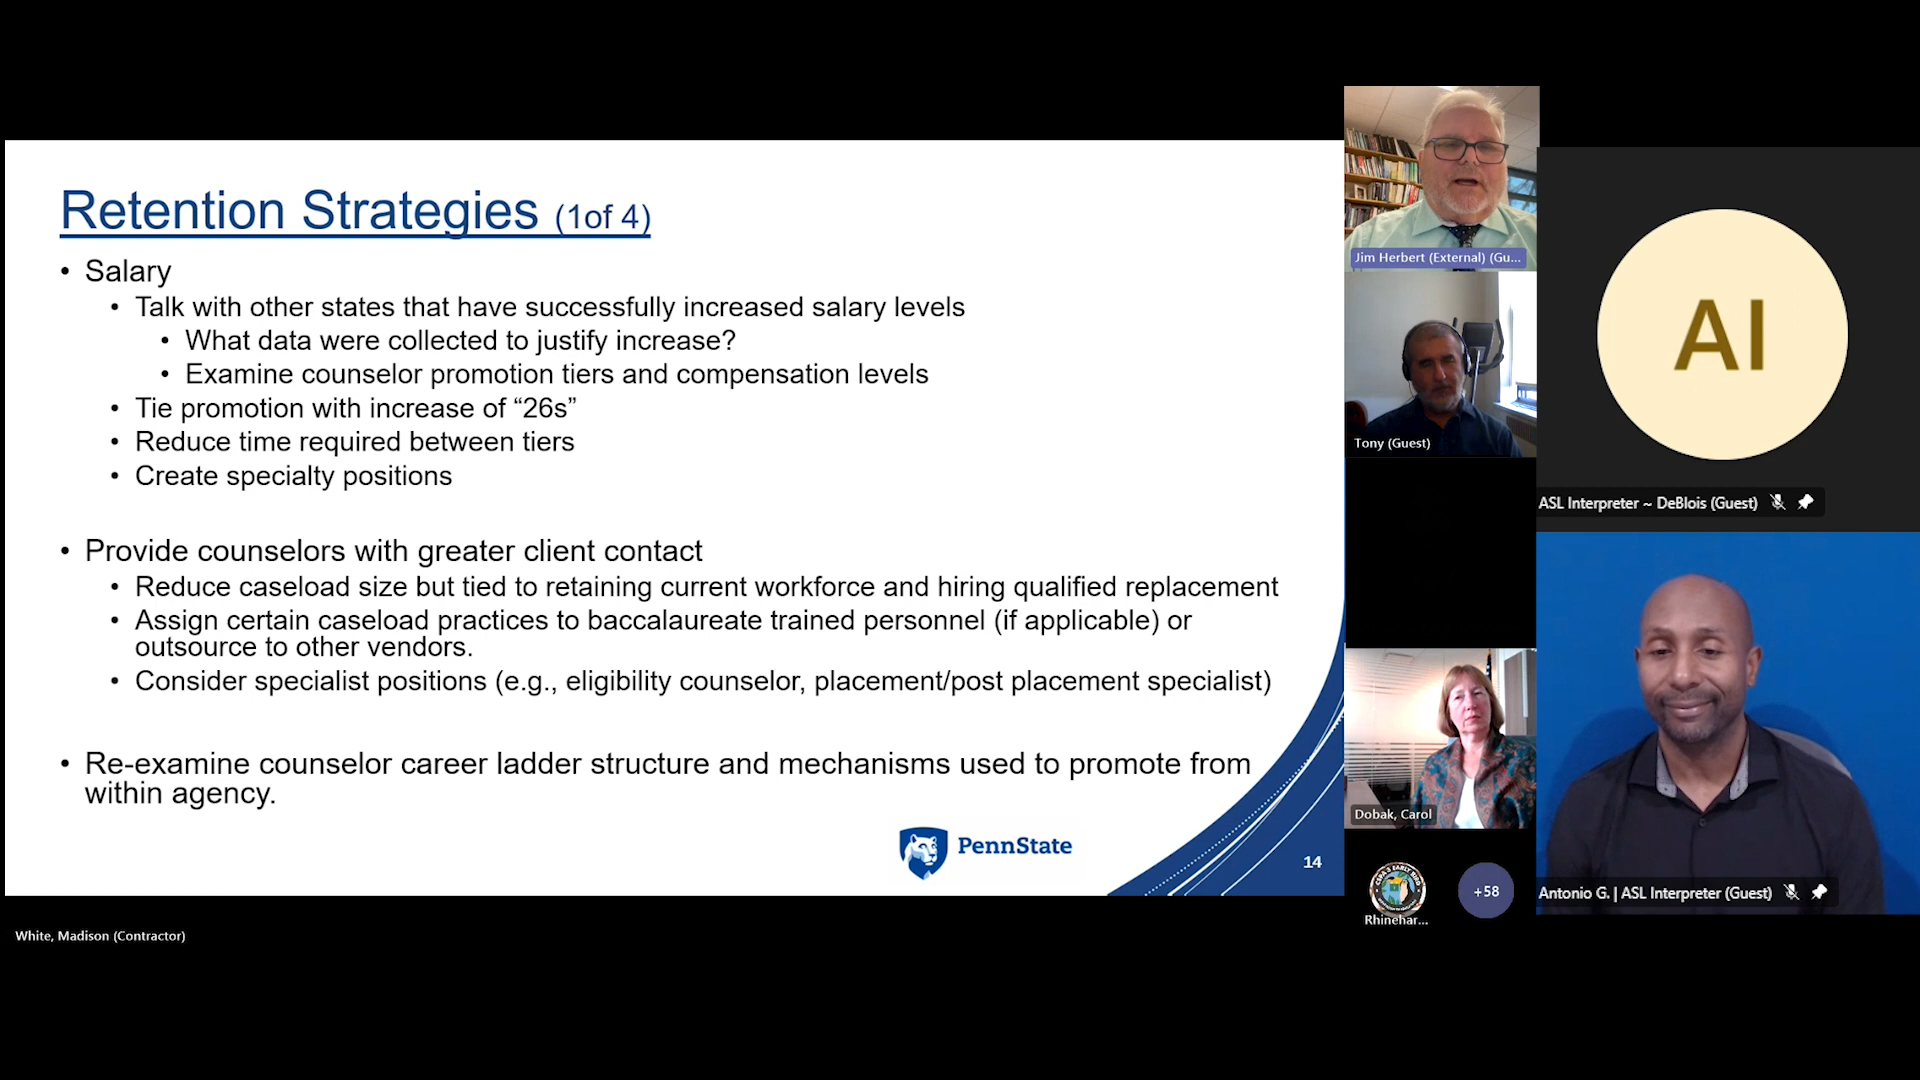 Retention Strategies (1of 4)
• Salary
• Talk with other states that have successfully increased salary levels
• What data were collected to justify increase?
• Examine counselor promotion tiers and compensation levels
• Tie promotion with increase of “26s”
• Reduce time required between tiers
• Create specialty positions
• Provide counselors with greater client contact
• Reduce caseload size but tied to retaining current workforce and hiring qualified replacement
• Assign certain caseload practices to baccalaureate trained personnel (if applicable) or
outsource to other vendors.
• Consider specialist positions (e.g., eligibility counselor, placement/post placement specialist)
• Re-examine counselor career ladder structure and mechanisms used to promote from
within agency.
PennState
14
White, Madison (Contractor)
Jim Herbert (External) (Gu...
Tony (Guest)
Dobak, Carol
Rhinehar...
+58
AI
ASL Interpreter ~ DeBlois (Guest)
Antonio G. | ASL Interpreter (Guest)